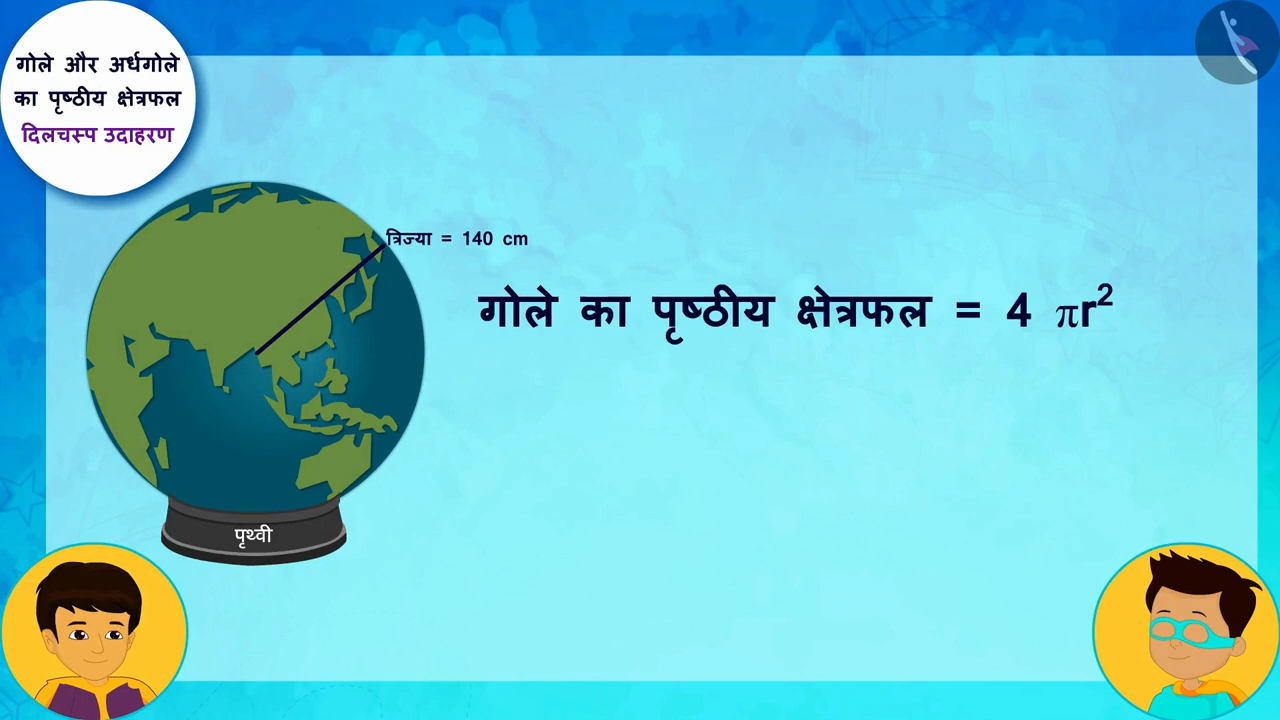 गोले और अर्धगोले
का पृष्ठीय क्षेत्रफल
दिलचस्प उदाहरण
त्रिज्या = 140 cm
गोले का पृष्ठीय क्षेत्रफल = 4 πr²
पृथ्वी